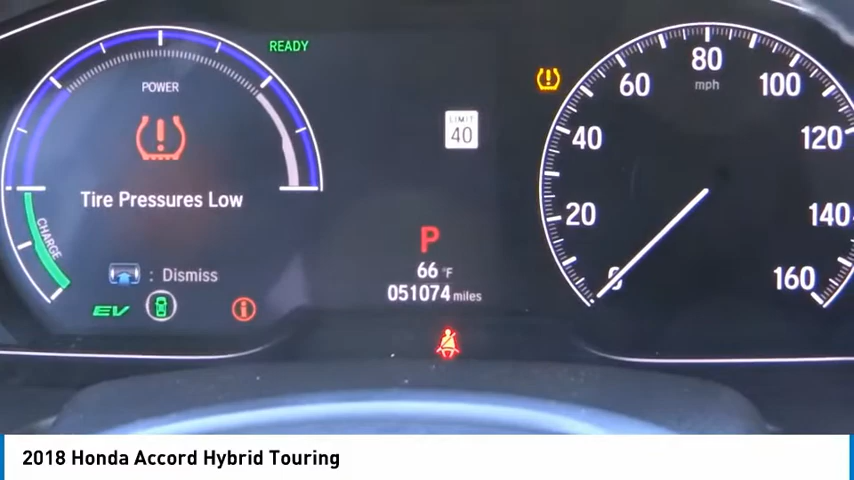 READY
POWER
Tire Pressures Low
CHARGE
: Dismiss
EV
i
LIMIT
40
P
66 °F
051074 miles
0
20
40
60
80
mph
100
120
140
160
2018 Honda Accord Hybrid Touring